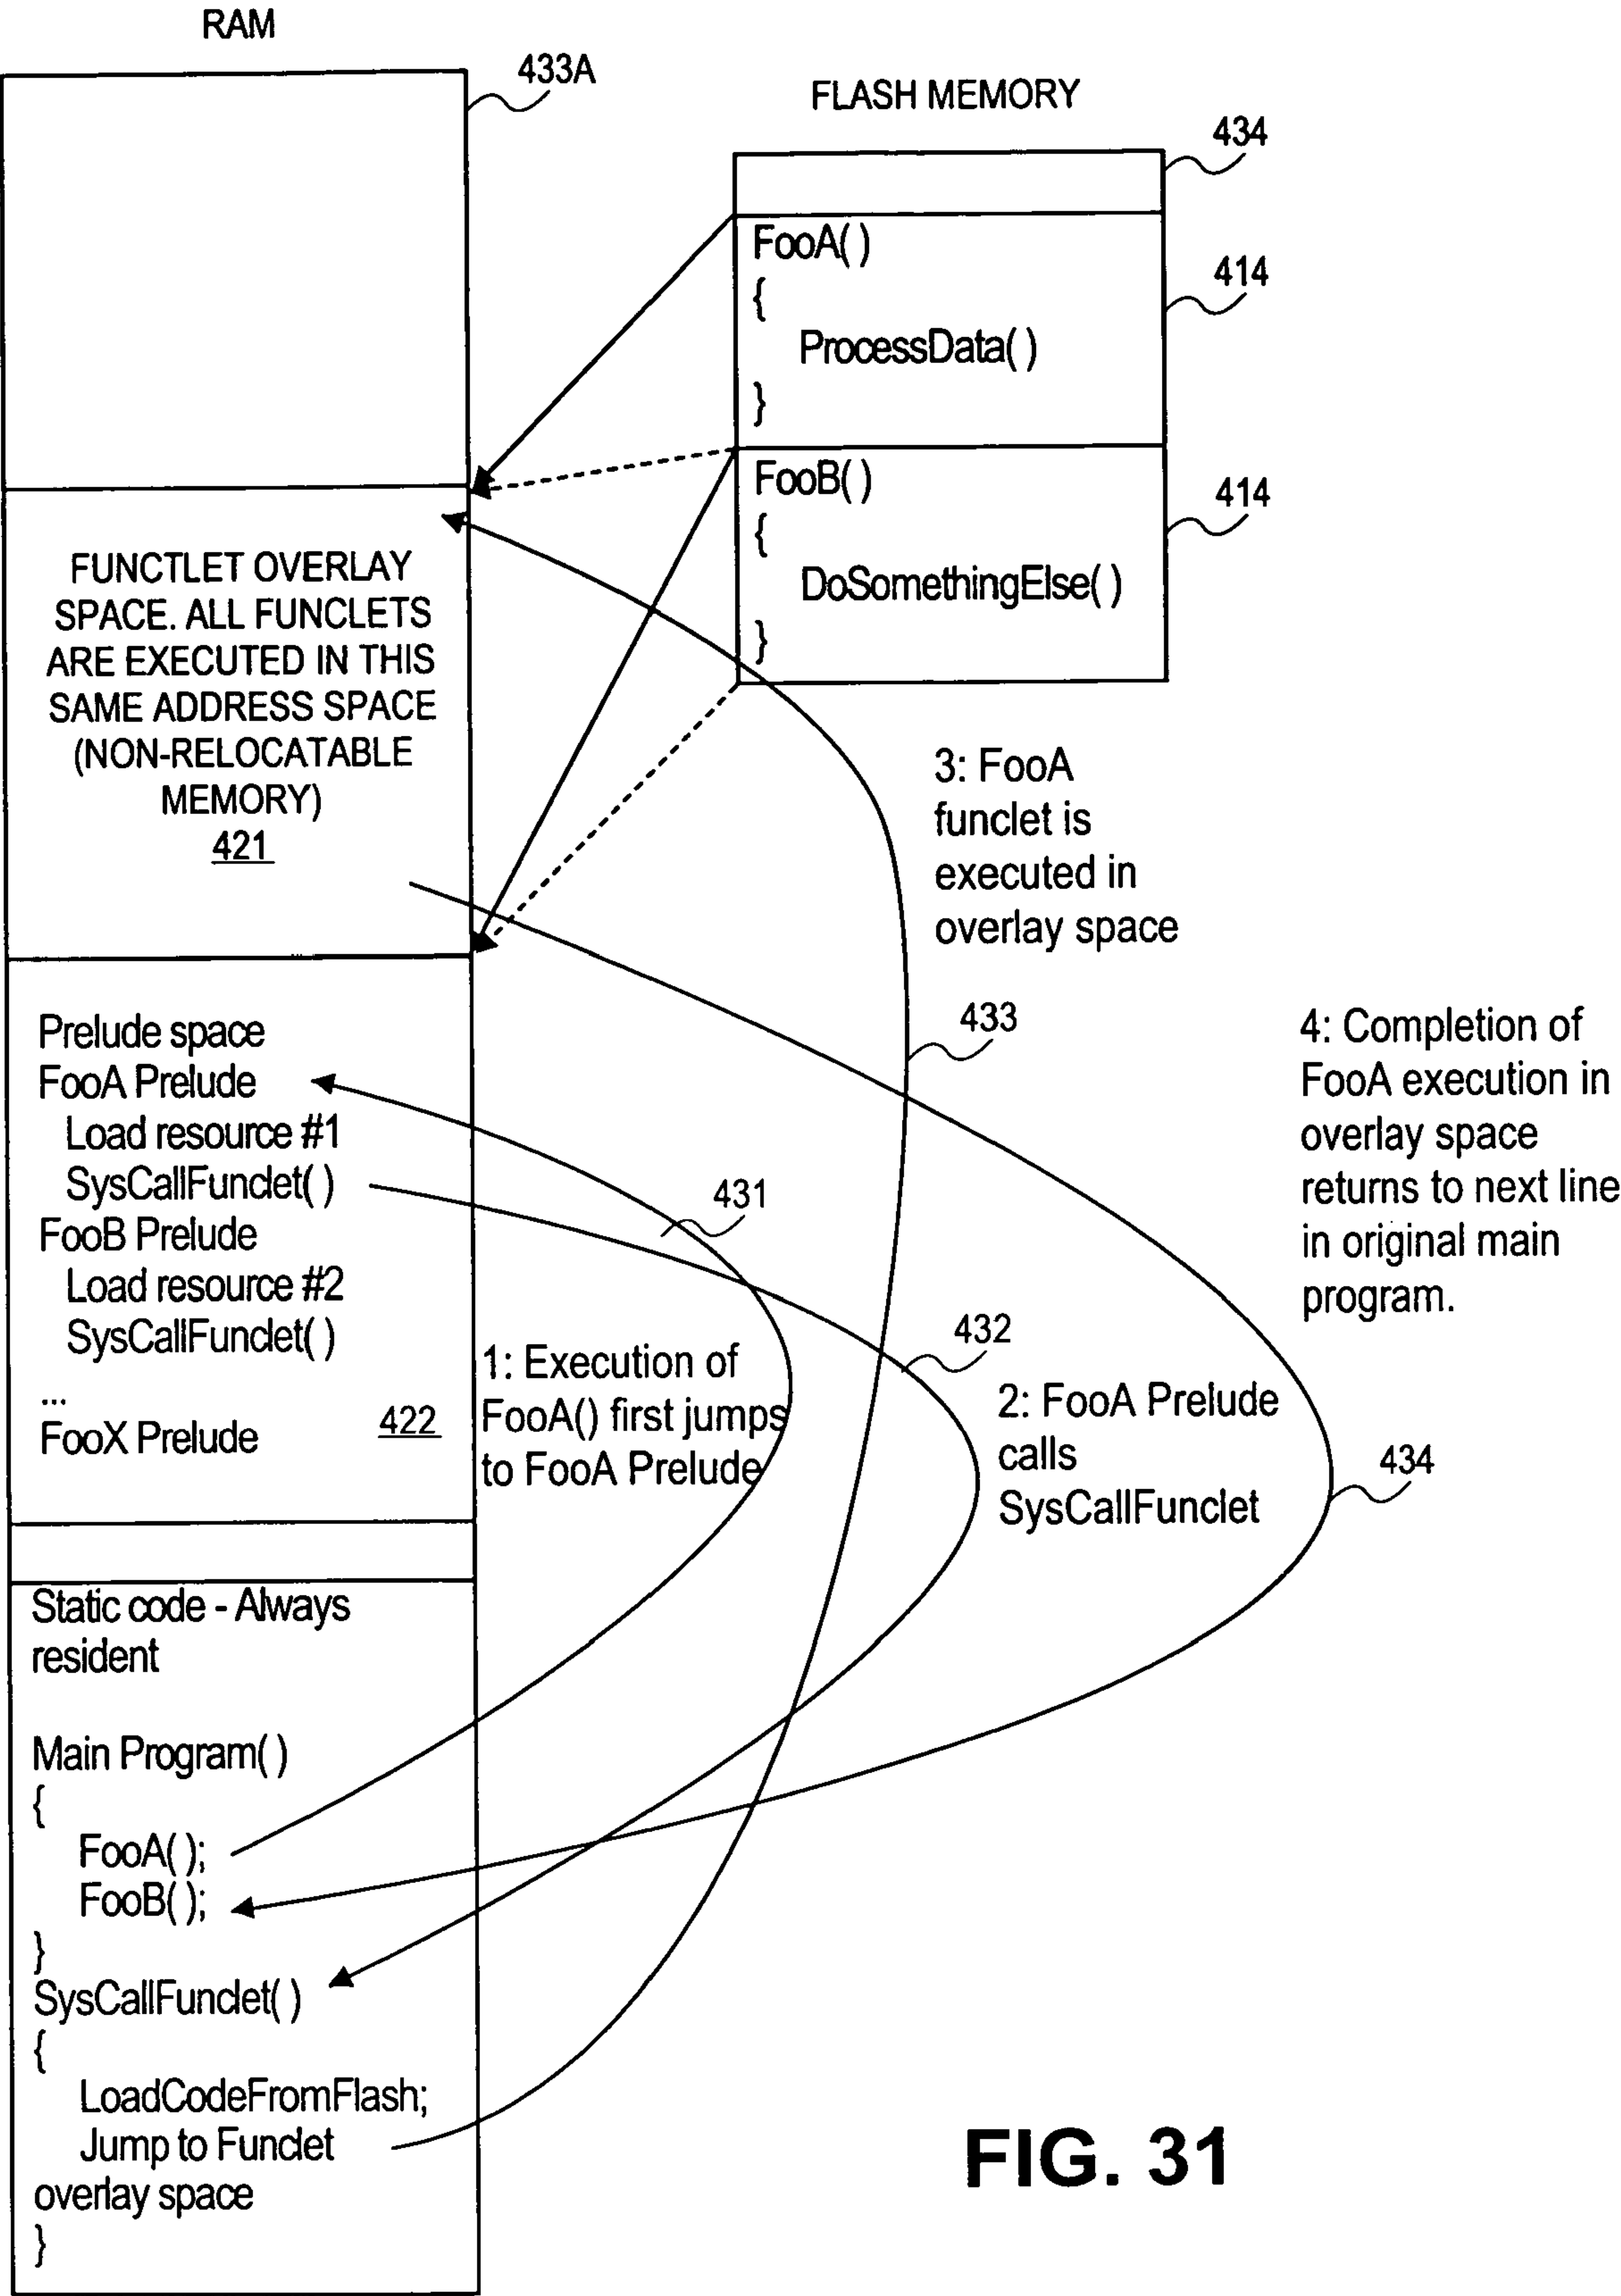 RAM
433A
FLASH MEMORY
434
FooA()
{
ProcessData()
}
414
FooB()
{
DoSomethingElse()
}
414
FUNCTLET OVERLAY
SPACE. ALL FUNCLETS
ARE EXECUTED IN THIS
SAME ADDRESS SPACE
(NON-RELOCATABLE
MEMORY)
421
3: FooA
funclet is
executed in
overlay space
433
4: Completion of
FooA execution in
overlay space
returns to next line
in original main
program.
434
Prelude space
FooA Prelude
Load resource #1
SysCallFunclet()
FooB Prelude
Load resource #2
SysCallFunclet()
...
FooX Prelude
422
431
1: Execution of
FooA() first jumps
to FooA Prelude
432
2: FooA Prelude
calls
SysCallFunclet
Static code - Always
resident
Main Program()
{
FooA();
FooB();
}
SysCallFunclet()
{
LoadCodeFromFlash;
Jump to Funclet
overlay space
}
FIG. 31